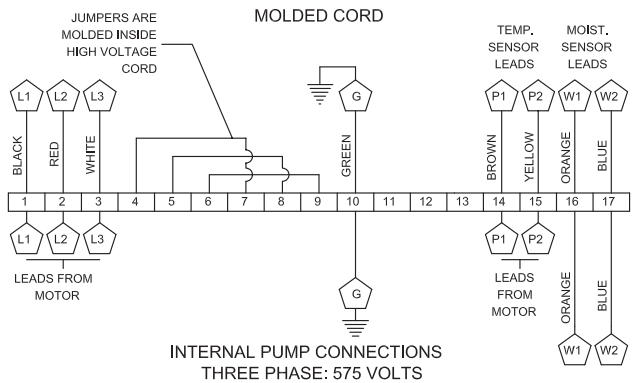 MOLDED CORD
JUMPERS ARE
MOLDED INSIDE
HIGH VOLTAGE
CORD
TEMP.
SENSOR
LEADS
MOIST.
SENSOR
LEADS
L1 L2 L3 G P1 P2 W1 W2
BLACK
RED
WHITE
GREEN
BROWN
YELLOW
ORANGE
BLUE
1 2 3 4 5 6 7 8 9 10 11 12 13 14 15 16 17
L1 L2 L3 P1 P2
LEADS FROM
MOTOR
LEADS
FROM
MOTOR
ORANGE
BLUE
G
W1 W2
INTERNAL PUMP CONNECTIONS
THREE PHASE: 575 VOLTS